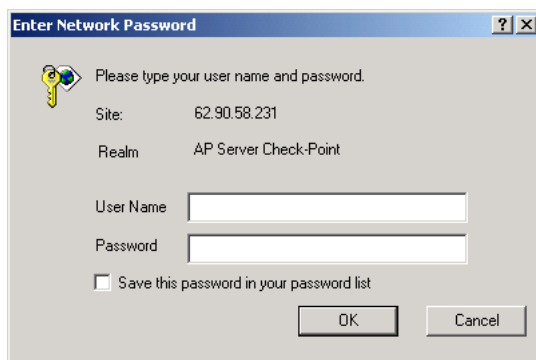 Enter Network Password
Please type your user name and password.
Site: 62.90.58.231
Realm AP Server Check-Point
User Name
Password
Save this password in your password list
OK Cancel